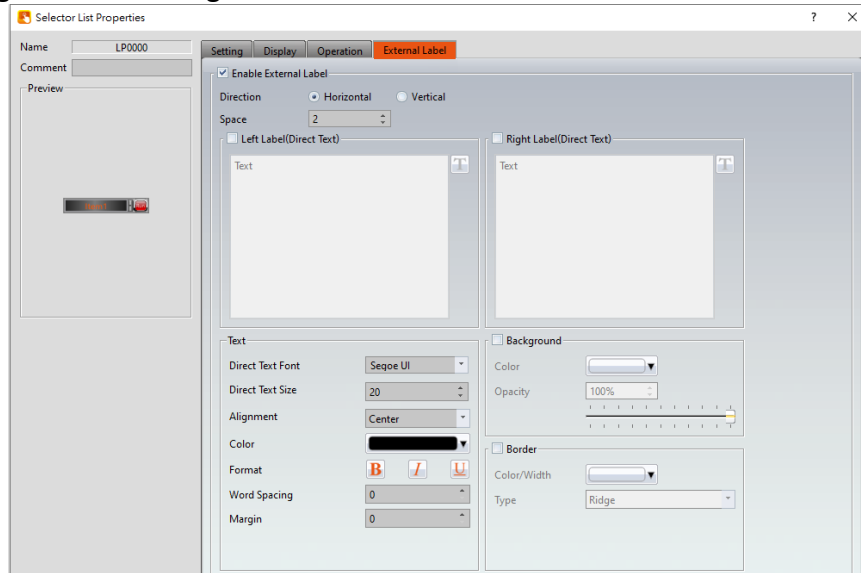 Selector List Properties ? ×
Name LP0000
Comment
Preview
Setting Display Operation External Label
Enable External Label
Direction Horizontal Vertical
Space 2
Left Label(Direct Text) Right Label(Direct Text)
Text T Text T
Text
Direct Text Font Segoe UI
Direct Text Size 20
Alignment Center
Color
Format B I U
Word Spacing 0
Margin 0
Background
Color
Opacity 100%
Border
Color/Width
Type Ridge